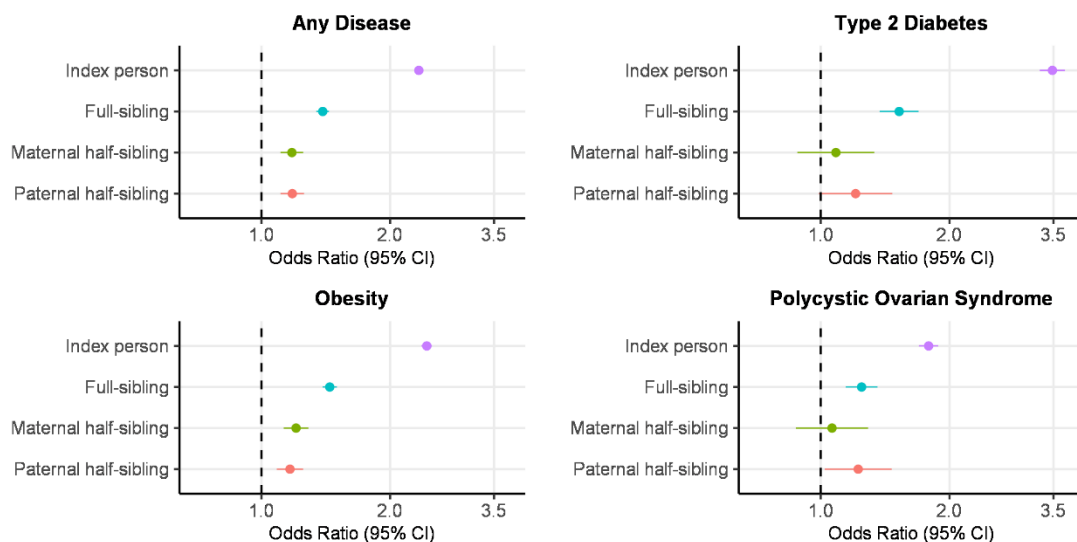 Any Disease
Index person
Full-sibling
Maternal half-sibling
Paternal half-sibling
1.0 2.0 3.5
Odds Ratio (95% CI)
Type 2 Diabetes
Index person
Full-sibling
Maternal half-sibling
Paternal half-sibling
1.0 2.0 3.5
Odds Ratio (95% CI)
Obesity
Index person
Full-sibling
Maternal half-sibling
Paternal half-sibling
1.0 2.0 3.5
Odds Ratio (95% CI)
Polycystic Ovarian Syndrome
Index person
Full-sibling
Maternal half-sibling
Paternal half-sibling
1.0 2.0 3.5
Odds Ratio (95% CI)